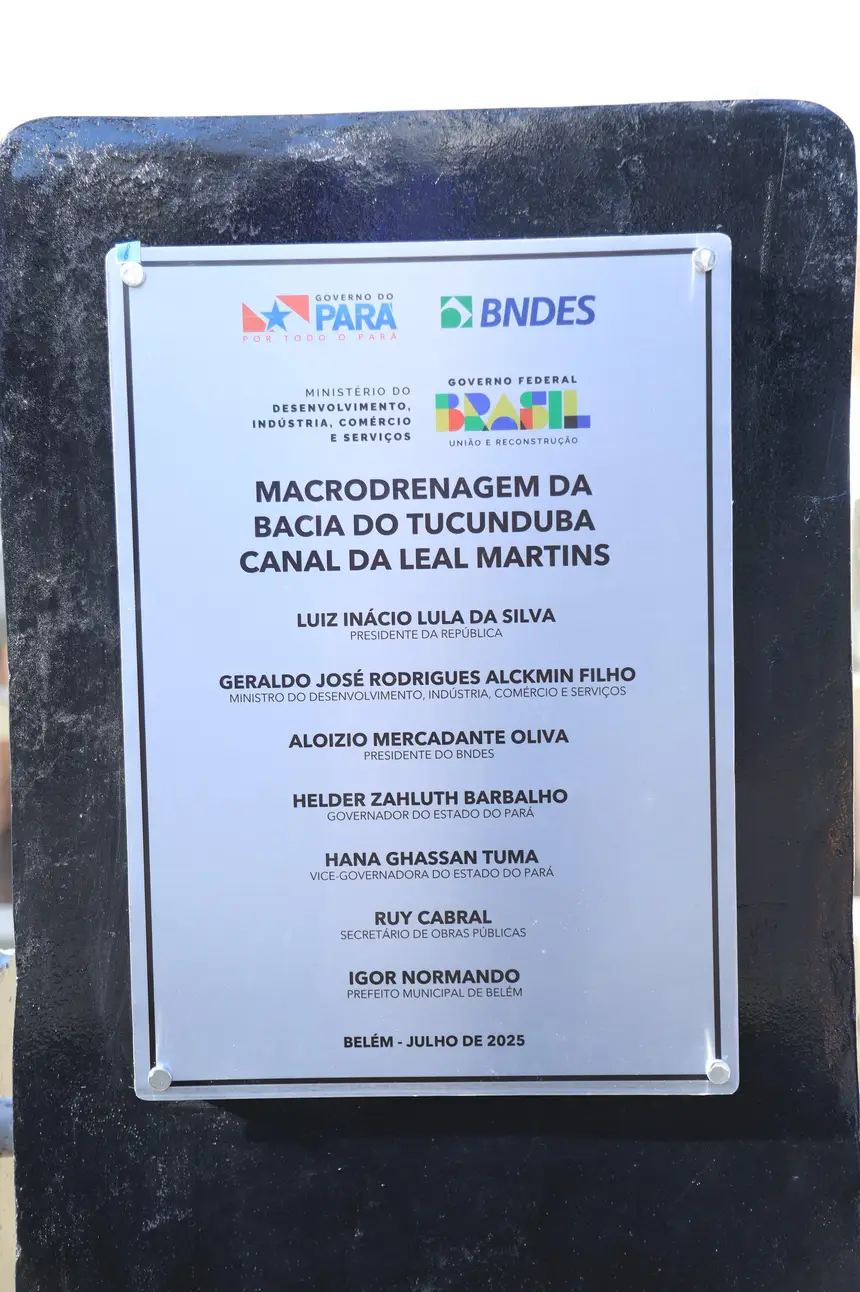 GOVERNO DO
PARÁ
POR TODO O PARÁ
BNDES
MINISTÉRIO DO
DESENVOLVIMENTO,
INDÚSTRIA, COMÉRCIO
E SERVIÇOS
GOVERNO FEDERAL
BRASIL
UNIÃO E RECONSTRUÇÃO
MACRODRENAGEM DA
BACIA DO TUCUNDUBA
CANAL DA LEAL MARTINS
LUIZ INÁCIO LULA DA SILVA
PRESIDENTE DA REPÚBLICA
GERALDO JOSÉ RODRIGUES ALCKMIN FILHO
MINISTRO DO DESENVOLVIMENTO, INDÚSTRIA, COMÉRCIO E SERVIÇOS
ALOIZIO MERCADANTE OLIVA
PRESIDENTE DO BNDES
HELDER ZAHLUTH BARBALHO
GOVERNADOR DO ESTADO DO PARÁ
HANA GHASSAN TUMA
VICE-GOVERNADORA DO ESTADO DO PARÁ
RUY CABRAL
SECRETÁRIO DE OBRAS PÚBLICAS
IGOR NORMANDO
PREFEITO MUNICIPAL DE BELÉM
BELÉM - JULHO DE 2025